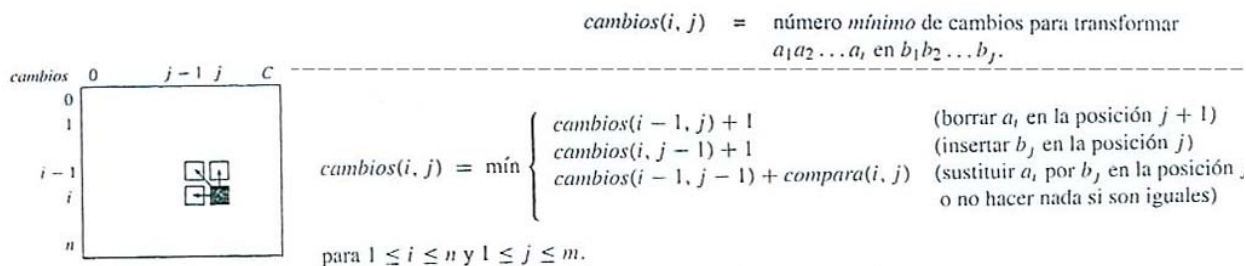 cambios(i, j) = número mínimo de cambios para transformar
a₁a₂ … aᵢ en b₁b₂ … bⱼ.
cambios 0 j − 1 j C
0
1
i − 1
i
n
cambios(i, j) = mín {
cambios(i − 1, j) + 1 (borrar aᵢ en la posición j + 1)
cambios(i, j − 1) + 1 (insertar bⱼ en la posición j)
cambios(i − 1, j − 1) + compara(i, j) (sustituir aᵢ por bⱼ en la posición j
o no hacer nada si son iguales)
para 1 ≤ i ≤ n y 1 ≤ j ≤ m.